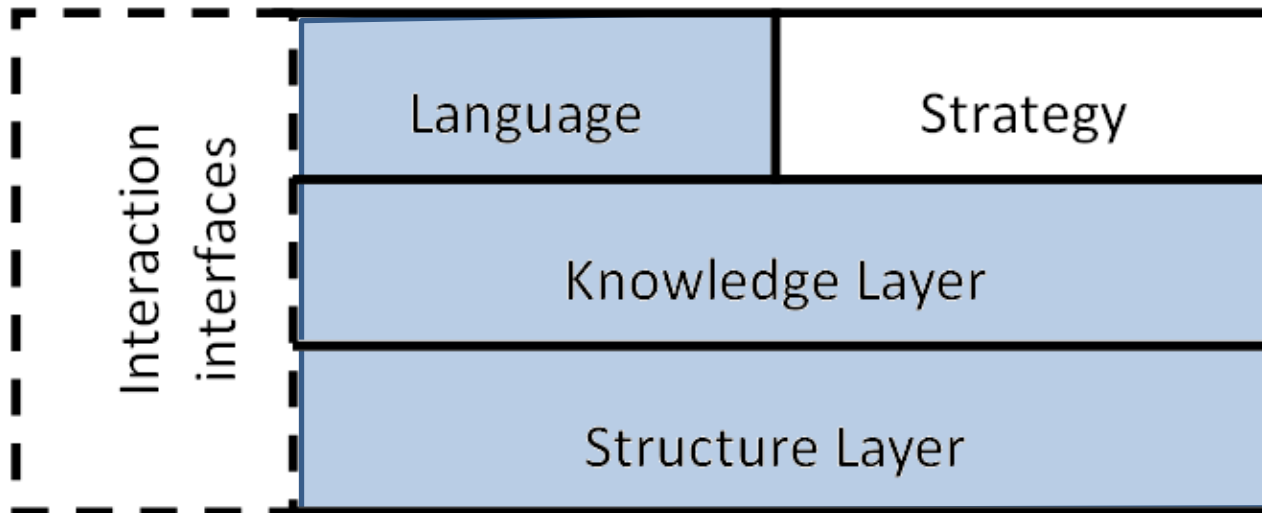 Interaction
interfaces
Language
Strategy
Knowledge Layer
Structure Layer